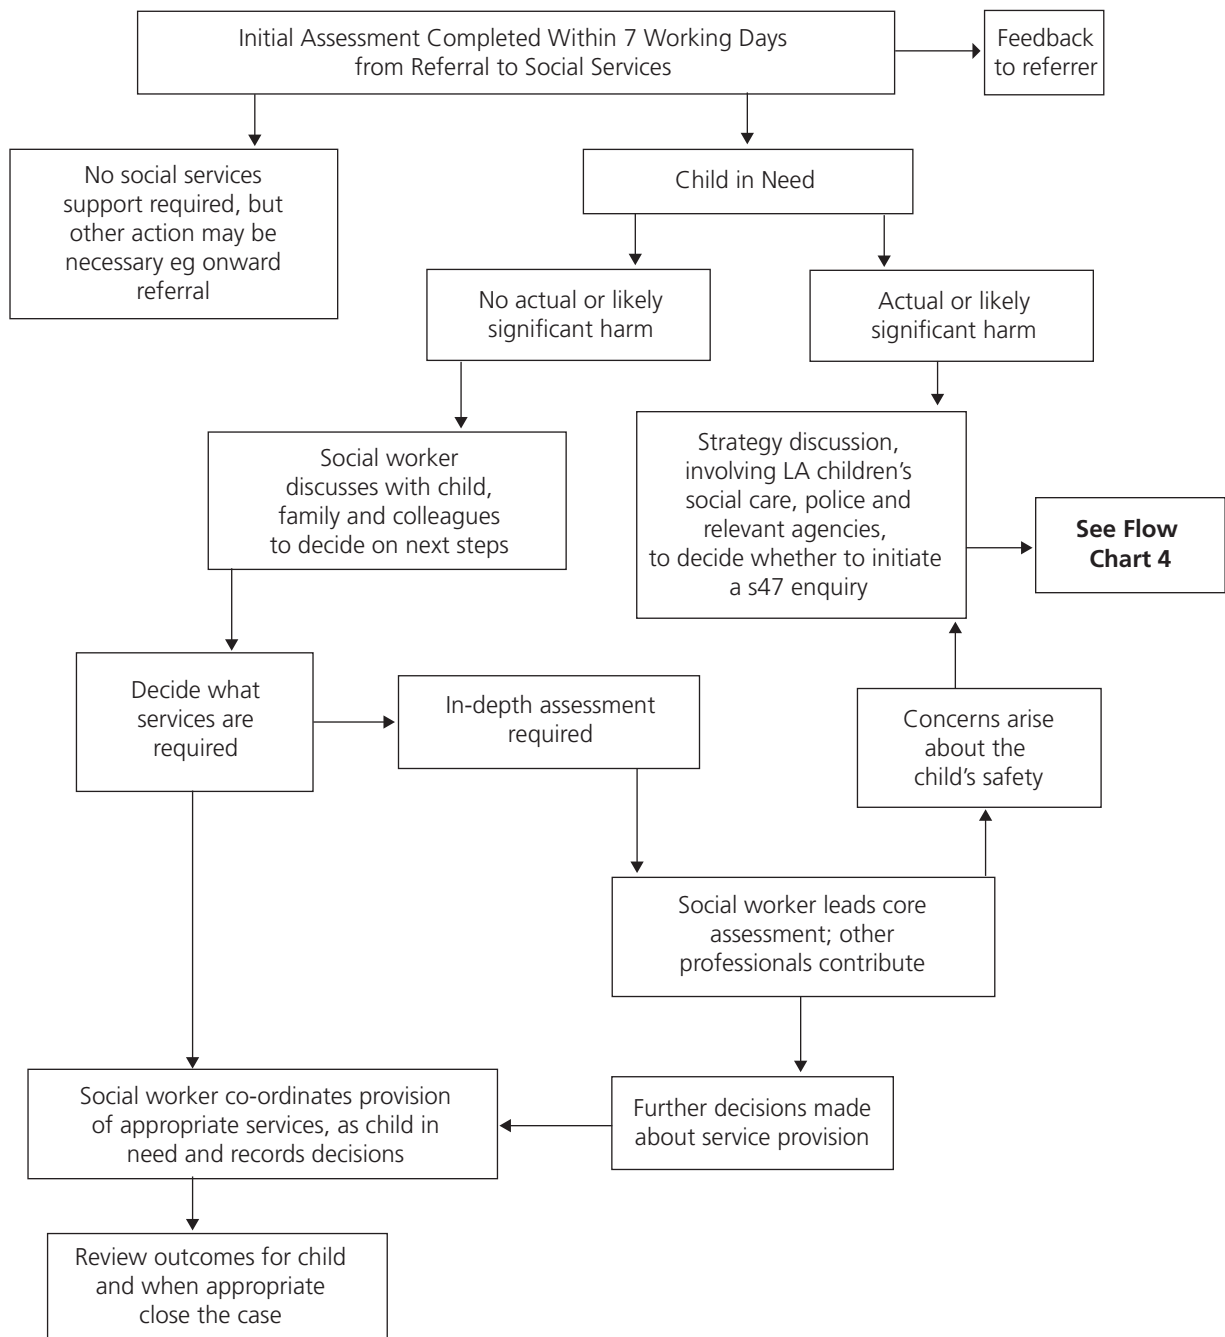 Initial Assessment Completed Within 7 Working Days
from Referral to Social Services
Feedback
to referrer
No social services
support required, but
other action may be
necessary eg onward
referral
Child in Need
No actual or likely
significant harm
Actual or likely
significant harm
Social worker
discusses with child,
family and colleagues
to decide on next steps
Strategy discussion,
involving LA children’s
social care, police and
relevant agencies,
to decide whether to initiate
a s47 enquiry
See Flow
Chart 4
Decide what
services are
required
In-depth assessment
required
Concerns arise
about the
child’s safety
Social worker leads core
assessment; other
professionals contribute
Social worker co-ordinates provision
of appropriate services, as child in
need and records decisions
Further decisions made
about service provision
Review outcomes for child
and when appropriate
close the case